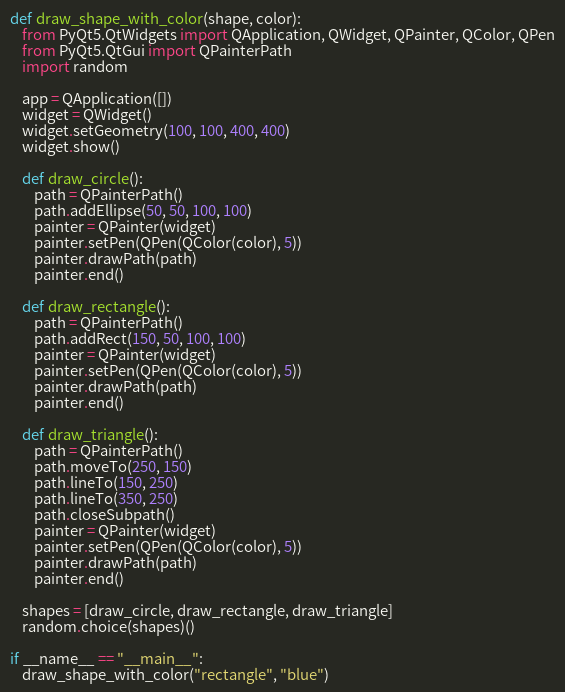 def draw_shape_with_color(shape, color):
    from PyQt5.QtWidgets import QApplication, QWidget, QPainter, QColor, QPen
    from PyQt5.QtGui import QPainterPath
    import random

    app = QApplication([])
    widget = QWidget()
    widget.setGeometry(100, 100, 400, 400)
    widget.show()

    def draw_circle():
        path = QPainterPath()
        path.addEllipse(50, 50, 100, 100)
        painter = QPainter(widget)
        painter.setPen(QPen(QColor(color), 5))
        painter.drawPath(path)
        painter.end()

    def draw_rectangle():
        path = QPainterPath()
        path.addRect(150, 50, 100, 100)
        painter = QPainter(widget)
        painter.setPen(QPen(QColor(color), 5))
        painter.drawPath(path)
        painter.end()

    def draw_triangle():
        path = QPainterPath()
        path.moveTo(250, 150)
        path.lineTo(150, 250)
        path.lineTo(350, 250)
        path.closeSubpath()
        painter = QPainter(widget)
        painter.setPen(QPen(QColor(color), 5))
        painter.drawPath(path)
        painter.end()

    shapes = [draw_circle, draw_rectangle, draw_triangle]
    random.choice(shapes)()

if __name__ == "__main__":
    draw_shape_with_color("rectangle", "blue")